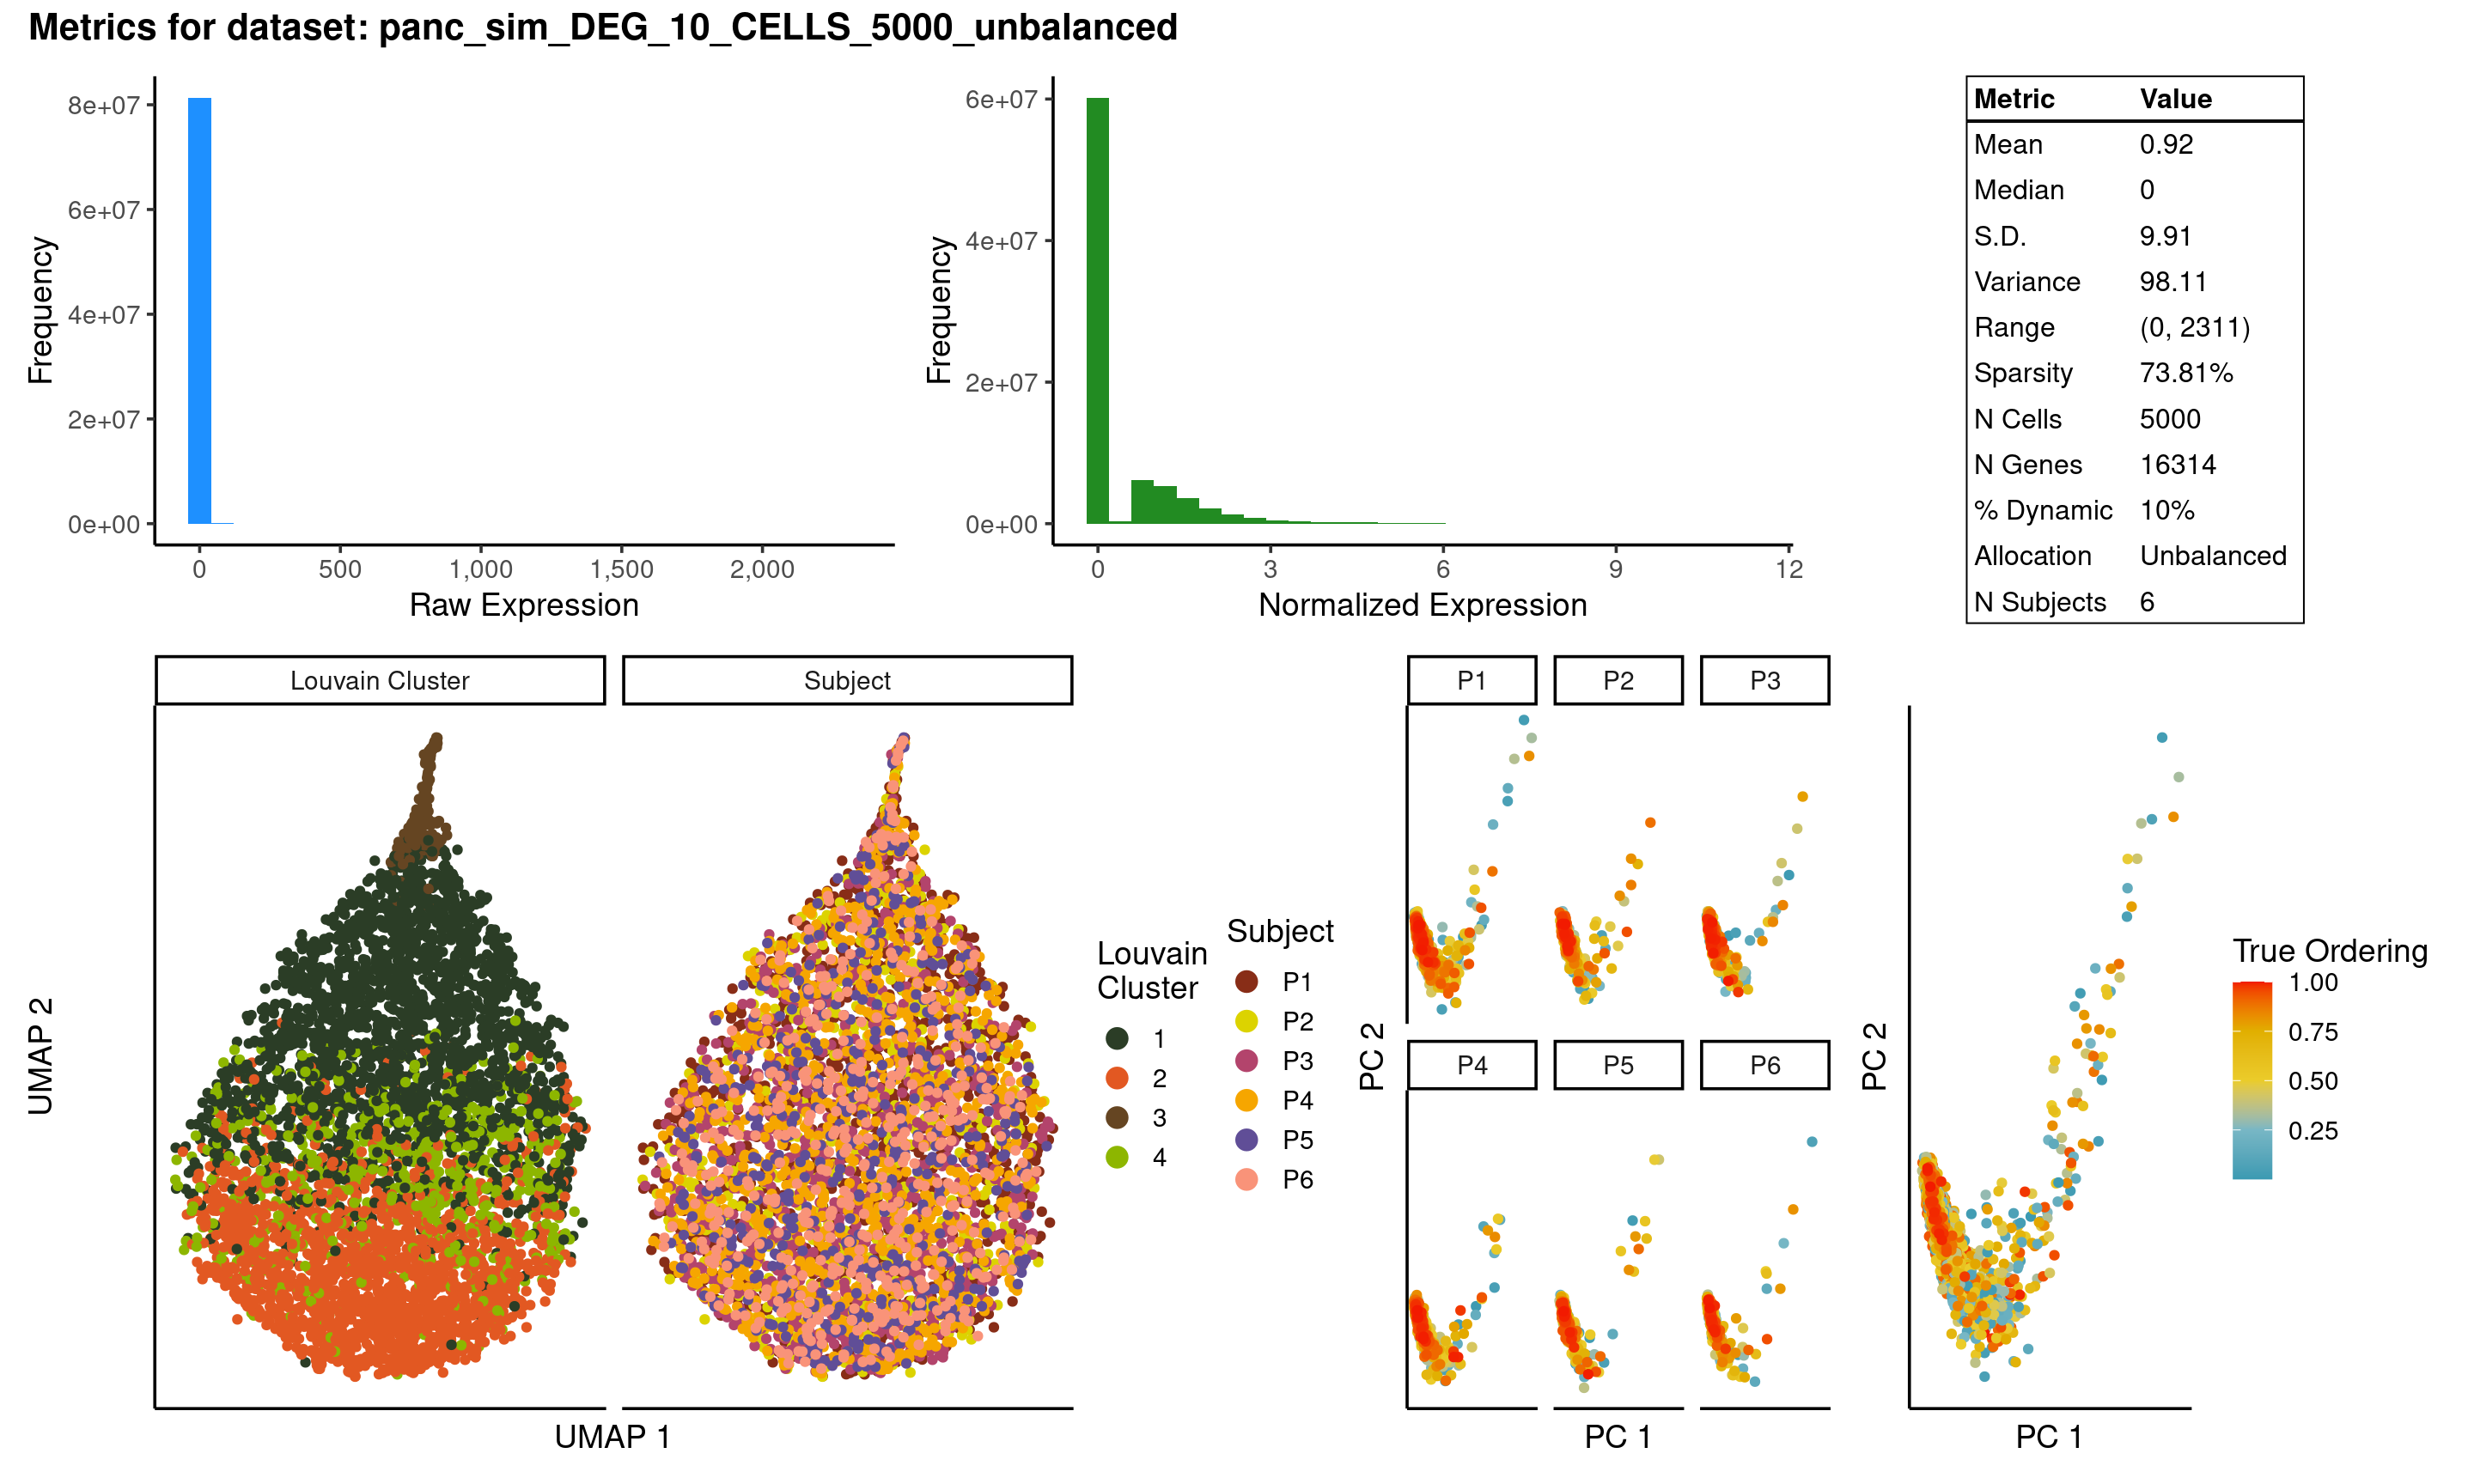 Metrics for dataset: panc_sim_DEG_10_CELLS_5000_unbalanced
Frequency
8e+07
6e+07
4e+07
2e+07
0e+00
0 500 1,000 1,500 2,000
Raw Expression
Frequency
6e+07
4e+07
2e+07
0e+00
0 3 6 9 12
Normalized Expression
Metric Value
Mean 0.92
Median 0
S.D. 9.91
Variance 98.11
Range (0, 2311)
Sparsity 73.81%
N Cells 5000
N Genes 16314
% Dynamic 10%
Allocation Unbalanced
N Subjects 6
Louvain Cluster Subject
UMAP 2
UMAP 1
Louvain
Cluster
1
2
3
4
Subject
P1
P2
P3
P4
P5
P6
P1 P2 P3
PC 2
P4 P5 P6
PC 1
PC 2
PC 1
True Ordering
1.00
0.75
0.50
0.25